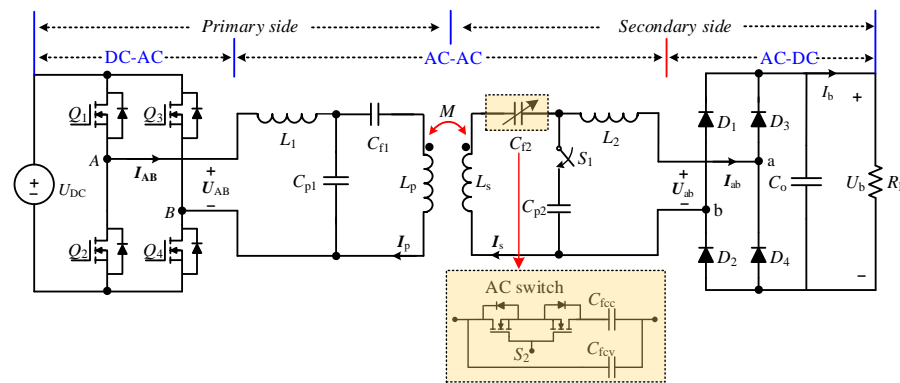 Primary side
Secondary side
DC-AC
AC-AC
AC-DC
Q1
Q3
L1
Cf1
M
Cf2
L2
D1
D3
Ib
+
A
IAB
+
UAB
−
Cp1
Lp
Ls
S1
Cp2
+
Uab
−
Iab
a
b
Co
Ub
+
−
UDC
B
Q2
Q4
Ip
Is
D2
D4
−
AC switch
Cfcc
S2
Cfcv